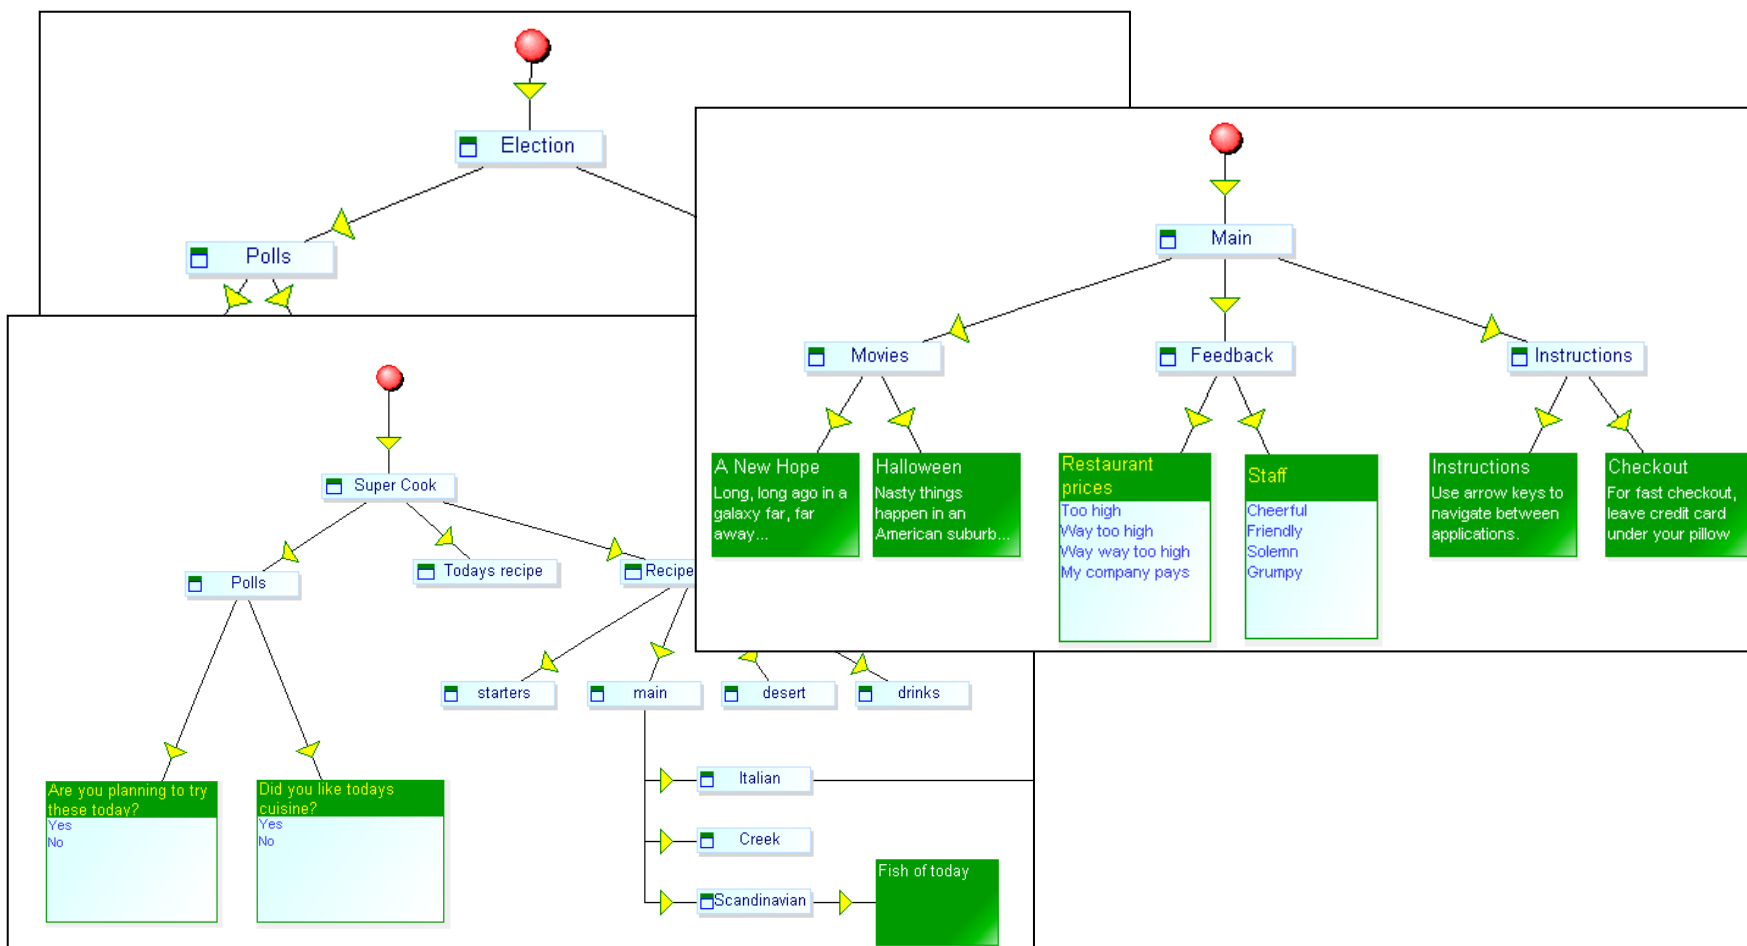 Election
Polls
Main
Movies
Feedback
Instructions
A New Hope
Long, long ago in a
galaxy far, far
away...
Halloween
Nasty things
happen in an
American suburb...
Restaurant
prices
Too high
Way too high
Way way too high
My company pays
Staff
Cheerful
Friendly
Solemn
Grumpy
Instructions
Use arrow keys to
navigate between
applications.
Checkout
For fast checkout,
leave credit card
under your pillow
Super Cook
Polls
Todays recipe
Recipe
starters
main
desert
drinks
Are you planning to try
these today?
Yes
No
Did you like todays
cuisine?
Yes
No
Italian
Creek
Scandinavian
Fish of today